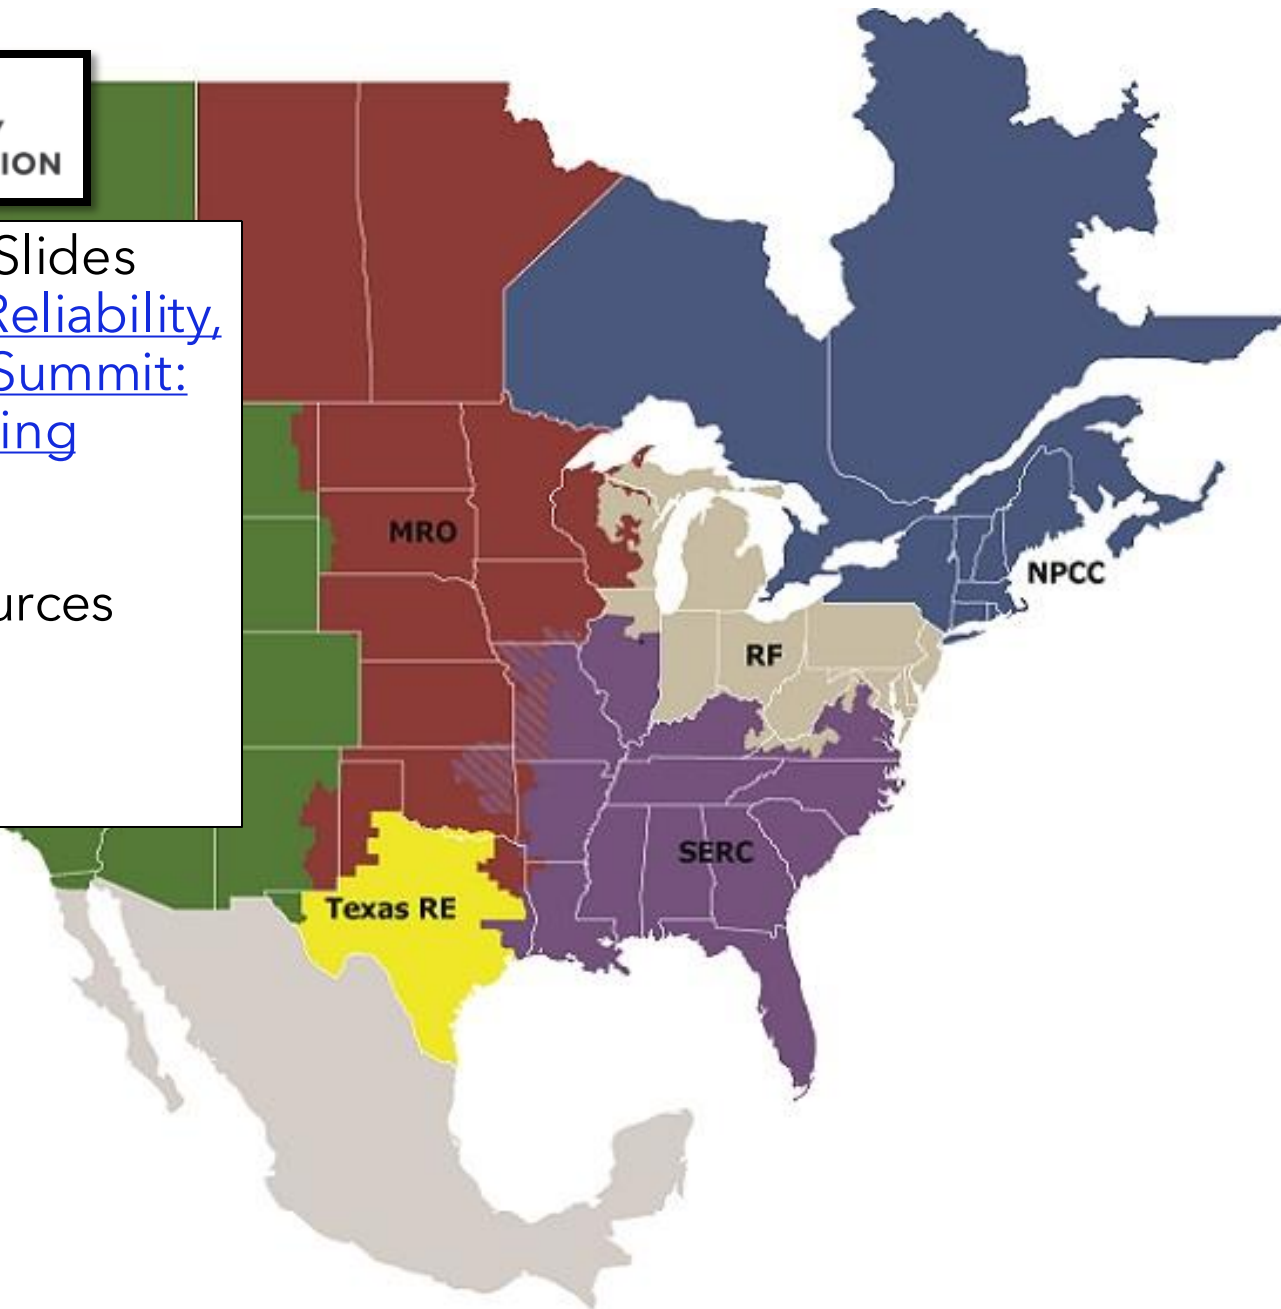 ION
Slides
Reliability,
Summit:
ing
urces
MRO
NPCC
RF
SERC
Texas RE